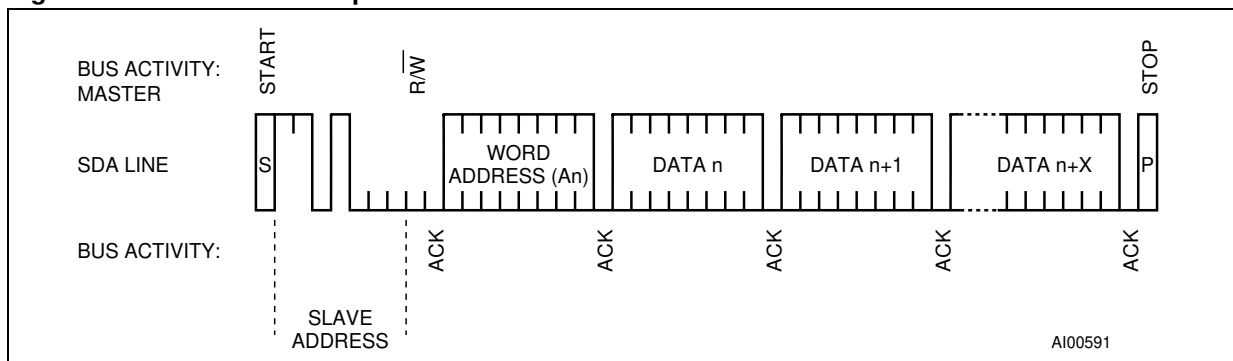 BUS ACTIVITY:
MASTER
START
R/W
STOP
SDA LINE
S
WORD
ADDRESS (An)
DATA n
DATA n+1
DATA n+X
P
BUS ACTIVITY:
ACK
ACK
ACK
ACK
ACK
SLAVE
ADDRESS
AI00591